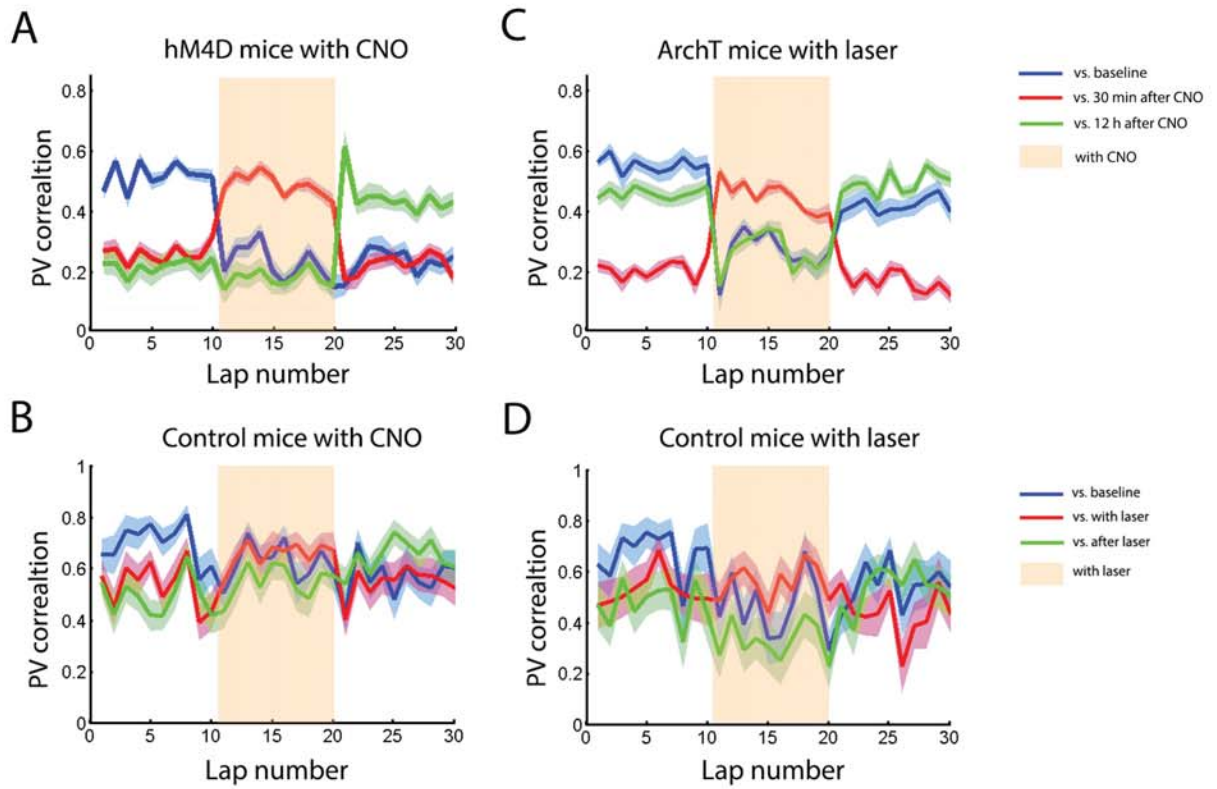 A
hM4D mice with CNO
PV correaltion
0.8
0.6
0.4
0.2
0
0 5 10 15 20 25 30
Lap number
C
ArchT mice with laser
PV correaltion
0.8
0.6
0.4
0.2
0
0 5 10 15 20 25 30
Lap number
vs. baseline
vs. 30 min after CNO
vs. 12 h after CNO
with CNO
B
Control mice with CNO
PV correaltion
1
0.8
0.6
0.4
0.2
0
0 5 10 15 20 25 30
Lap number
D
Control mice with laser
PV correaltion
1
0.8
0.6
0.4
0.2
0
0 5 10 15 20 25 30
Lap number
vs. baseline
vs. with laser
vs. after laser
with laser